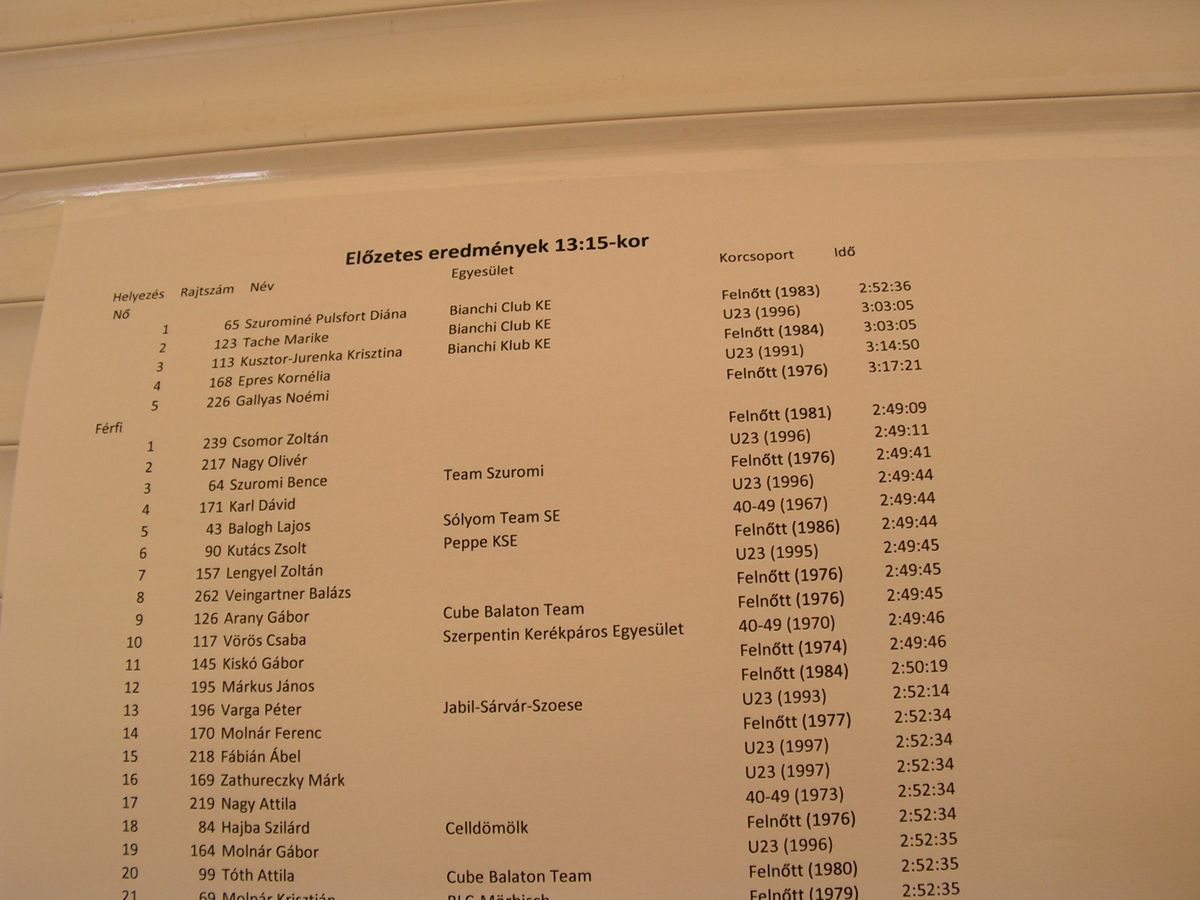 Előzetes eredmények 13:15-kor
Helyezés Rajtszám Név Egyesület Korcsoport Idő
Nő
1 65 Szurominé Pulsfort Diána Bianchi Club KE Felnőtt (1983) 2:52:36
2 123 Tache Marike Bianchi Club KE U23 (1996) 3:03:05
3 113 Kusztor-Jurenka Krisztina Bianchi Klub KE Felnőtt (1984) 3:03:05
4 168 Epres Kornélia U23 (1991) 3:14:50
5 226 Gallyas Noémi Felnőtt (1976) 3:17:21
Férfi
1 239 Csomor Zoltán Felnőtt (1981) 2:49:09
2 217 Nagy Olivér U23 (1996) 2:49:11
3 64 Szuromi Bence Team Szuromi Felnőtt (1976) 2:49:41
4 171 Karl Dávid U23 (1996) 2:49:44
5 43 Balogh Lajos Sólyom Team SE 40-49 (1967) 2:49:44
6 90 Kutács Zsolt Peppe KSE Felnőtt (1986) 2:49:44
7 157 Lengyel Zoltán U23 (1995) 2:49:45
8 262 Veingartner Balázs Felnőtt (1976) 2:49:45
9 126 Arany Gábor Cube Balaton Team Felnőtt (1976) 2:49:45
10 117 Vörös Csaba Szerpentin Kerékpáros Egyesület 40-49 (1970) 2:49:46
11 145 Kiskó Gábor Felnőtt (1974) 2:49:46
12 195 Márkus János Felnőtt (1984) 2:50:19
13 196 Varga Péter Jabil-Sárvár-Szoese U23 (1993) 2:52:14
14 170 Molnár Ferenc Felnőtt (1977) 2:52:34
15 218 Fábián Ábel U23 (1997) 2:52:34
16 169 Zathureczky Márk U23 (1997) 2:52:34
17 219 Nagy Attila 40-49 (1973) 2:52:34
18 84 Hajba Szilárd Celldömölk Felnőtt (1976) 2:52:34
19 164 Molnár Gábor U23 (1996) 2:52:35
20 99 Tóth Attila Cube Balaton Team Felnőtt (1980) 2:52:35
21 69 Molnár Krisztián Felnőtt (1979) 2:52:35